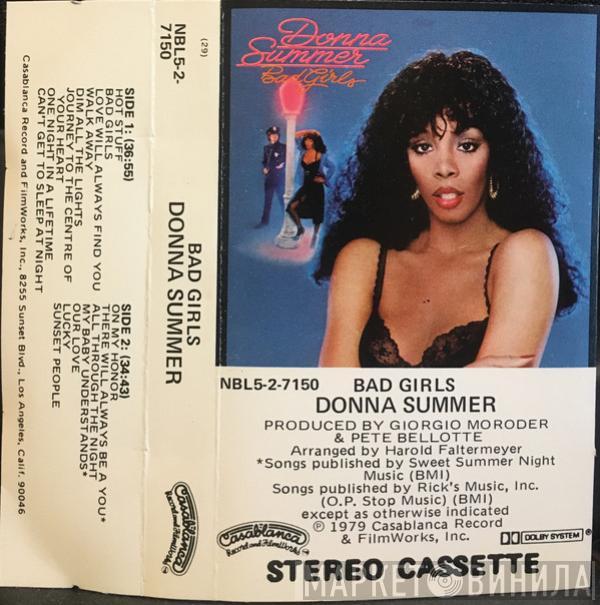 NBL5-2-
7150
(29)
SIDE 1: (36:55)
HOT STUFF
BAD GIRLS
LOVE WILL ALWAYS FIND YOU
WALK AWAY
DIM ALL THE LIGHTS
JOURNEY TO THE CENTRE OF
YOUR HEART
ONE NIGHT IN A LIFETIME
CAN'T GET TO SLEEP AT NIGHT
SIDE 2: (34:43)
ON MY HONOR
THERE WILL ALWAYS BE A YOU*
ALL THROUGH THE NIGHT
MY BABY UNDERSTANDS*
OUR LOVE
LUCKY
SUNSET PEOPLE
Casablanca Record and FilmWorks, Inc., 8255 Sunset Blvd., Los Angeles, Calif. 90046
BAD GIRLS
DONNA SUMMER
Casablanca
Record and FilmWorks
Donna
Summer
Bad Girls
NBL5-2-7150 BAD GIRLS
DONNA SUMMER
PRODUCED BY GIORGIO MORODER
& PETE BELLOTTE
Arranged by Harold Faltermeyer
*Songs published by Sweet Summer Night
Music (BMI)
Songs published by Rick's Music, Inc.
(O.P. Stop Music) (BMI)
except as otherwise indicated
℗ 1979 Casablanca Record
& FilmWorks, Inc.
Casablanca
Record and FilmWorks
DOLBY SYSTEM ®
STEREO CASSETTE
МАРКЕТ ВИНИЛА